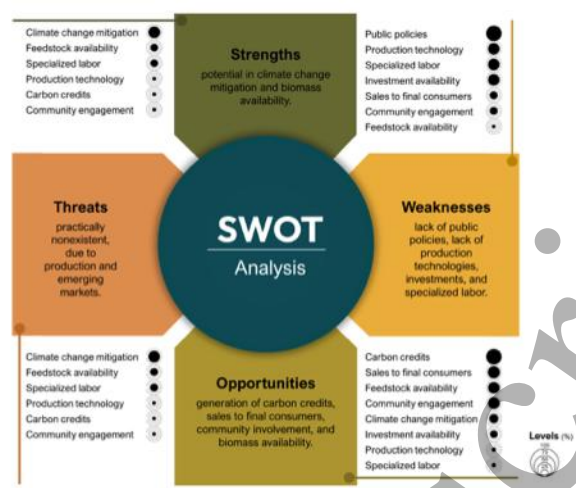 Climate change mitigation
Feedstock availability
Specialized labor
Production technology
Carbon credits
Community engagement
Strengths
potential in climate change
mitigation and biomass
availability.
Public policies
Production technology
Specialized labor
Investment availability
Sales to final consumers
Community engagement
Feedstock availability
Threats
practically
nonexistent,
due to
production and
emerging
markets.
SWOT
Analysis
Weaknesses
lack of public
policies, lack of
production
technologies,
investments, and
specialized labor.
Climate change mitigation
Feedstock availability
Specialized labor
Production technology
Carbon credits
Community engagement
Opportunities
generation of carbon credits,
sales to final consumers,
community involvement, and
biomass availability.
Carbon credits
Sales to final consumers
Feedstock availability
Community engagement
Climate change mitigation
Investment availability
Production technology
Specialized labor
Levels (%)
100